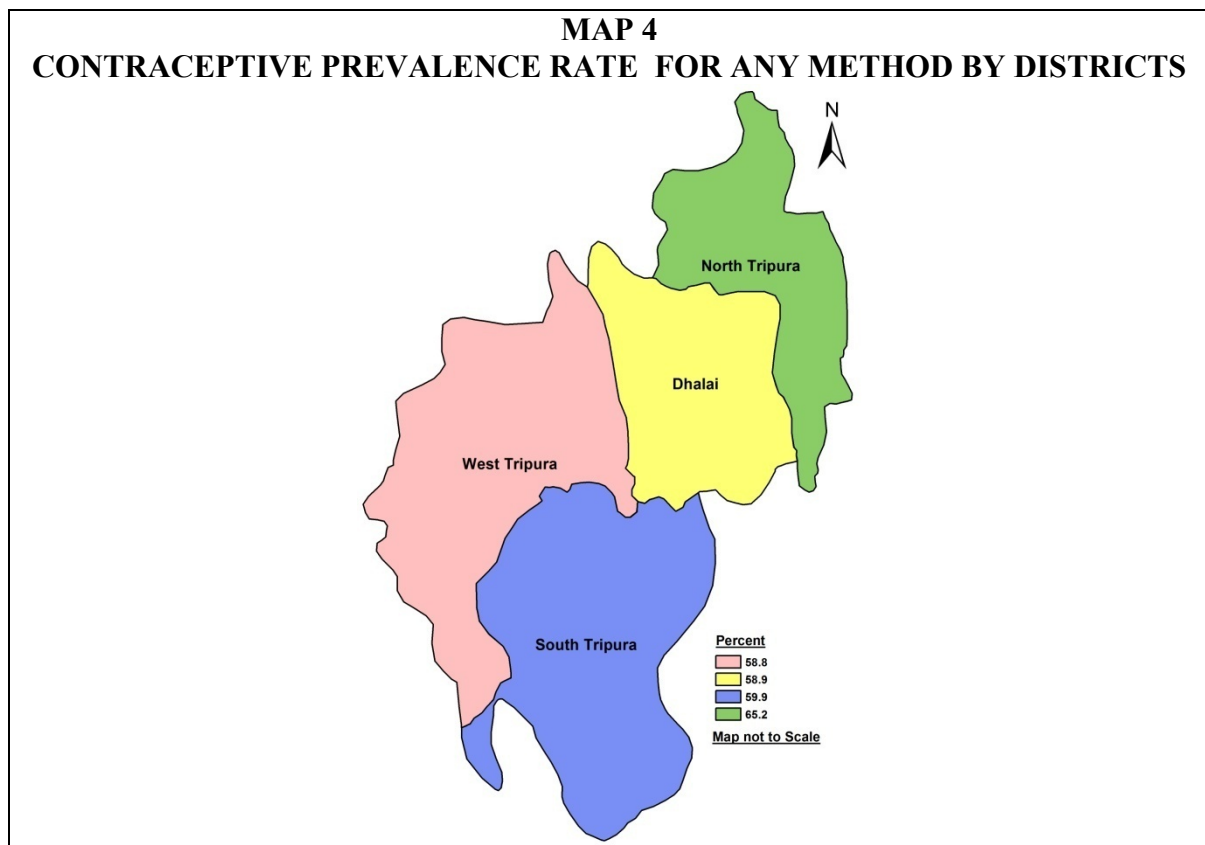 MAP 4
CONTRACEPTIVE PREVALENCE RATE FOR ANY METHOD BY DISTRICTS
N
North Tripura
Dhalai
West Tripura
South Tripura
Percent
58.8
58.9
59.9
65.2
Map not to Scale